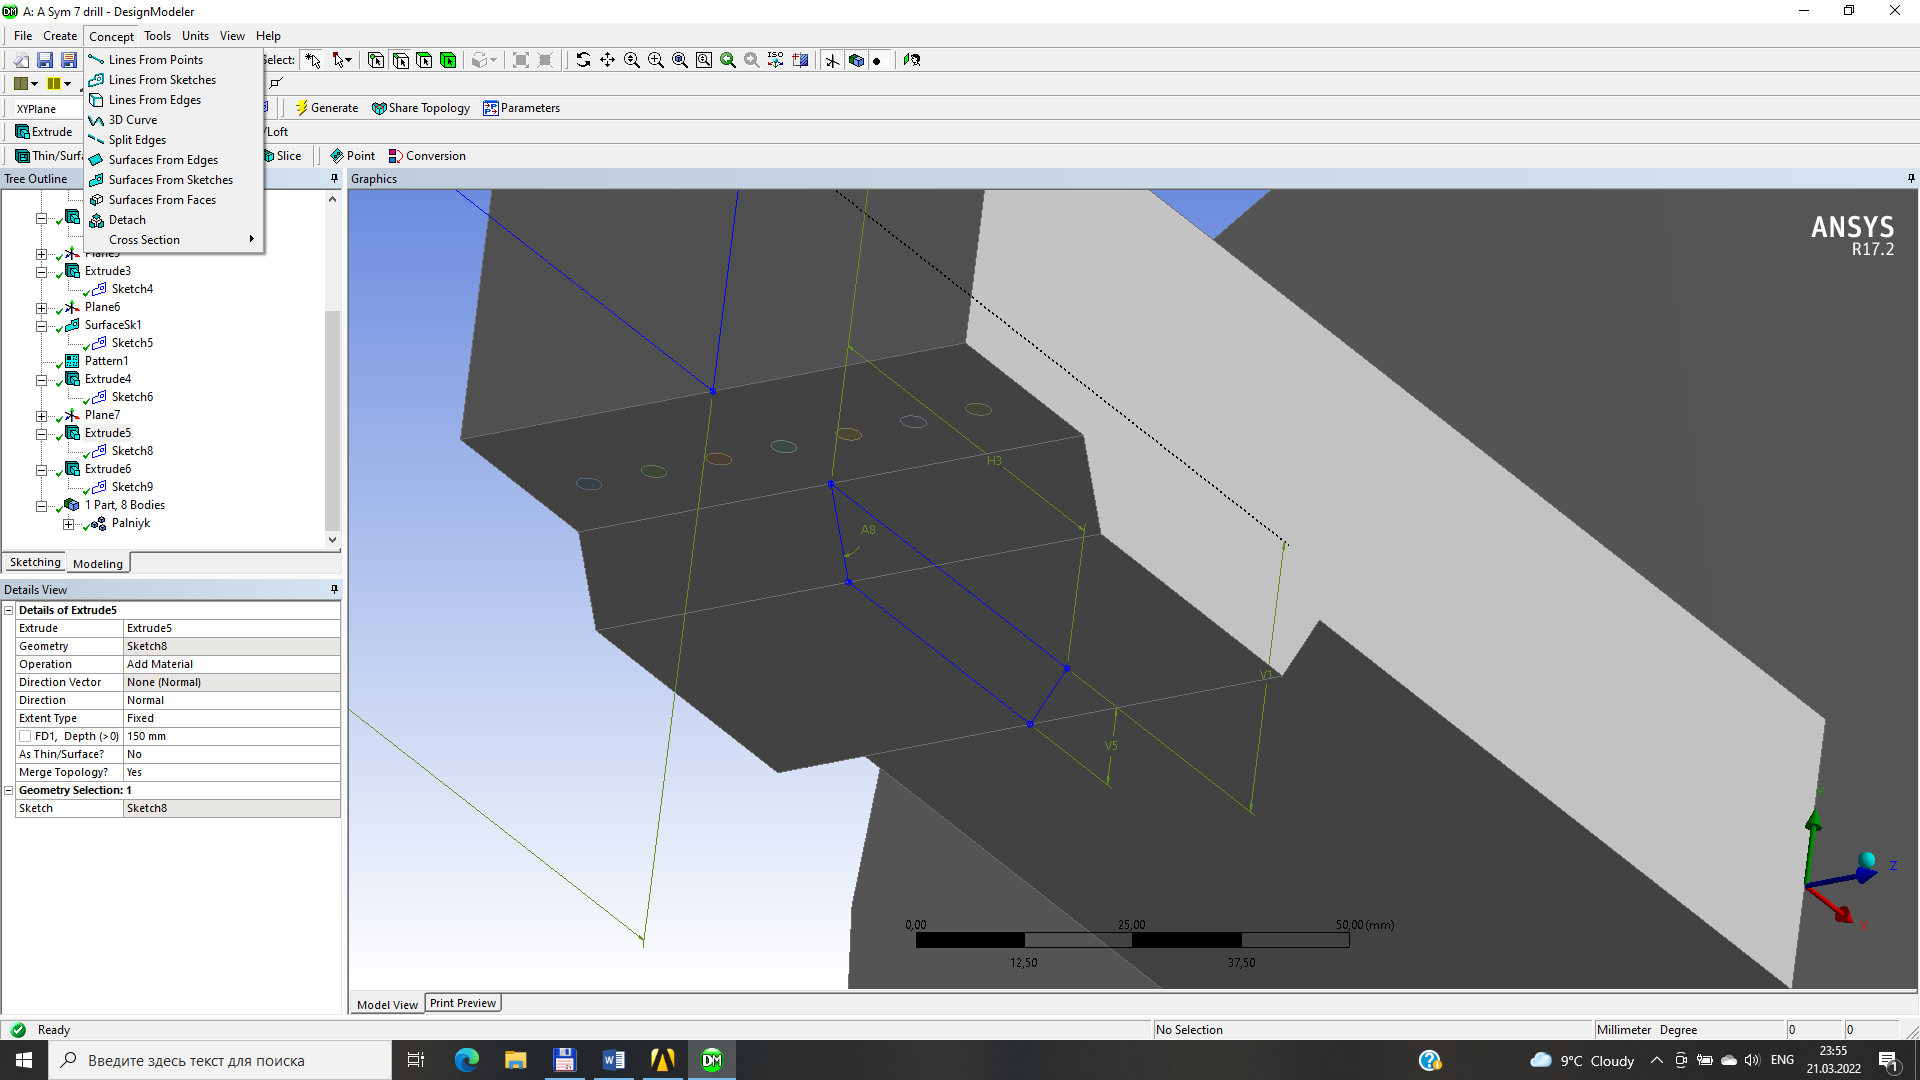 A: A Sym 7 drill - DesignModeler
File Create Concept Tools Units View Help
Lines From Points
Lines From Sketches
Lines From Edges
3D Curve
Split Edges
Surfaces From Edges
Surfaces From Sketches
Surfaces From Faces
Detach
Cross Section
Select:
ISO
XYPlane
Generate Share Topology Parameters
Extrude
/Loft
Thin/Surfa
Slice Point Conversion
Tree Outline
Extrude3
Sketch4
Plane6
SurfaceSk1
Sketch5
Pattern1
Extrude4
Sketch6
Plane7
Extrude5
Sketch8
Extrude6
Sketch9
1 Part, 8 Bodies
Palniyk
Sketching Modeling
Details View
Details of Extrude5
Extrude Extrude5
Geometry Sketch8
Operation Add Material
Direction Vector None (Normal)
Direction Normal
Extent Type Fixed
FD1, Depth (>0) 150 mm
As Thin/Surface? No
Merge Topology? Yes
Geometry Selection: 1
Sketch Sketch8
Graphics
ANSYS
R17.2
H3
A8
V1
V5
Z
0,00 25,00 50,00 (mm)
12,50 37,50
Model View Print Preview
Ready
No Selection
Millimeter Degree 0 0
Введите здесь текст для поиска
9°C Cloudy
ENG
23:55
21.03.2022
1